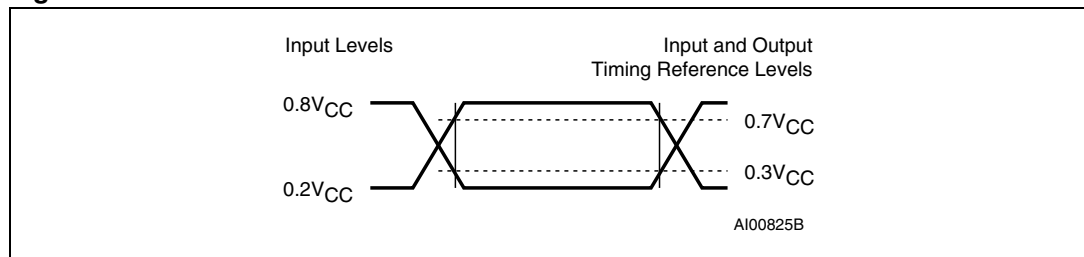 Input Levels
Input and Output
Timing Reference Levels
0.8VCC
0.7VCC
0.3VCC
0.2VCC
AI00825B